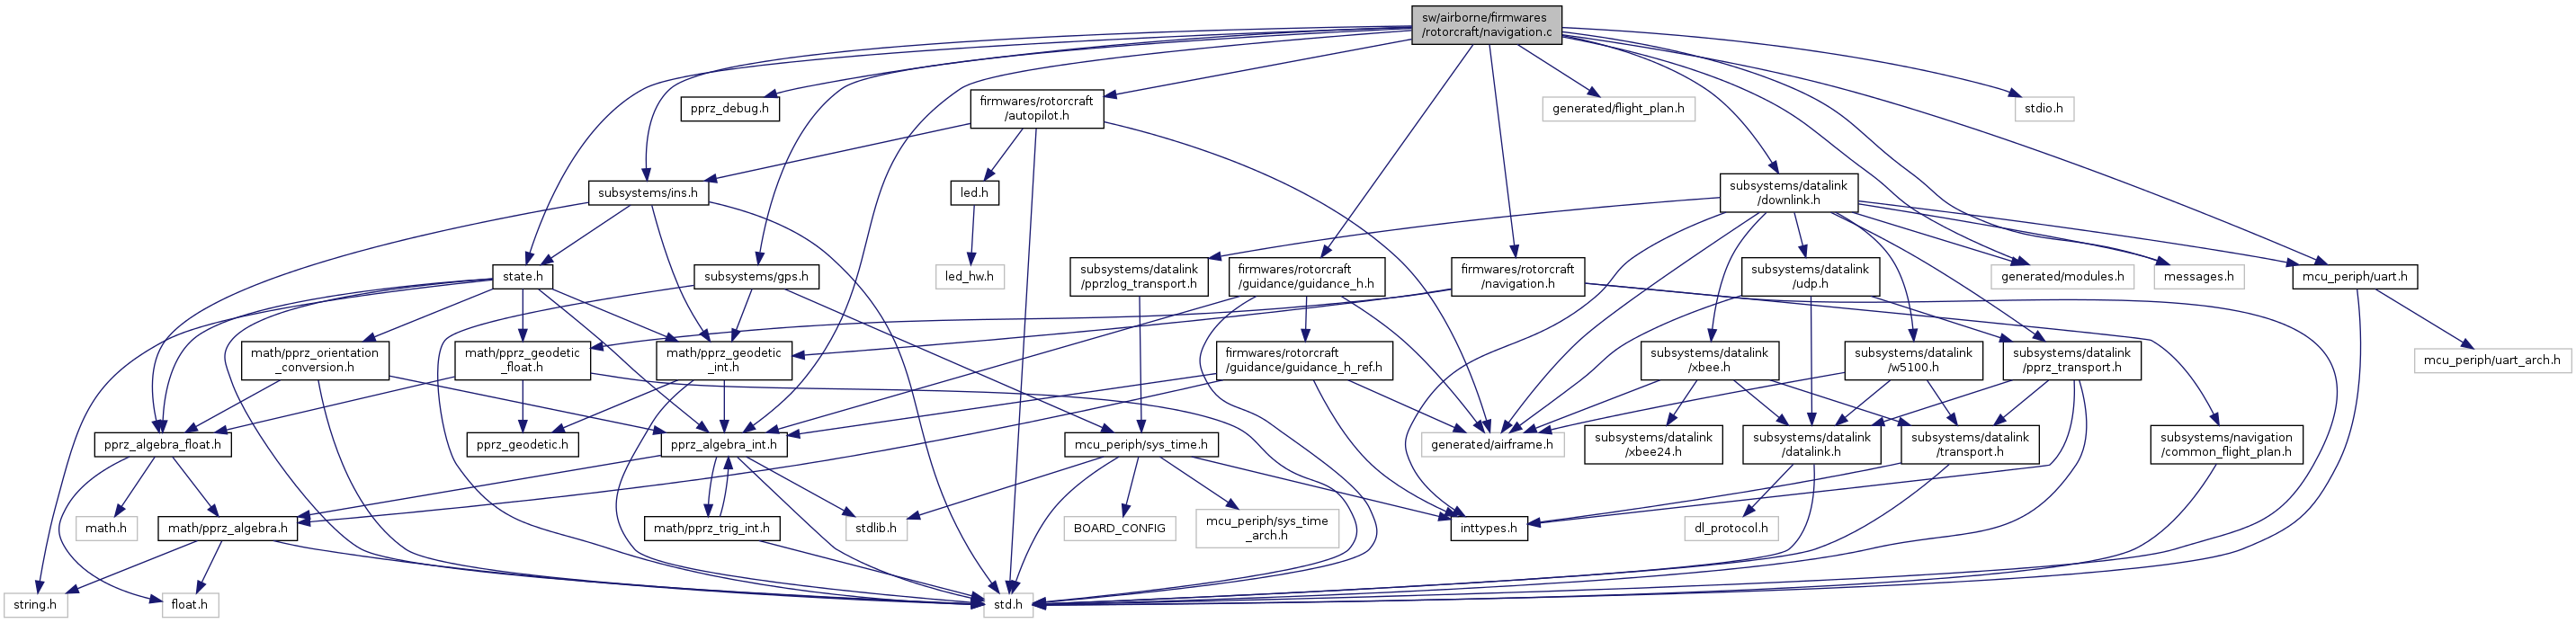 sw/airborne/firmwares
/rotorcraft/navigation.c
pprz_debug.h
firmwares/rotorcraft
/autopilot.h
generated/flight_plan.h
stdio.h
subsystems/ins.h
led.h
subsystems/datalink
/downlink.h
state.h
subsystems/gps.h
led_hw.h
subsystems/datalink
/pprzlog_transport.h
firmwares/rotorcraft
/guidance/guidance_h.h
firmwares/rotorcraft
/navigation.h
subsystems/datalink
/udp.h
generated/modules.h
messages.h
mcu_periph/uart.h
math/pprz_orientation
_conversion.h
math/pprz_geodetic
_float.h
math/pprz_geodetic
_int.h
firmwares/rotorcraft
/guidance/guidance_h_ref.h
subsystems/datalink
/xbee.h
subsystems/datalink
/w5100.h
subsystems/datalink
/pprz_transport.h
mcu_periph/uart_arch.h
pprz_algebra_float.h
pprz_geodetic.h
pprz_algebra_int.h
mcu_periph/sys_time.h
generated/airframe.h
subsystems/datalink
/xbee24.h
subsystems/datalink
/datalink.h
subsystems/datalink
/transport.h
subsystems/navigation
/common_flight_plan.h
math.h
math/pprz_algebra.h
math/pprz_trig_int.h
stdlib.h
BOARD_CONFIG
mcu_periph/sys_time
_arch.h
inttypes.h
dl_protocol.h
string.h
float.h
std.h